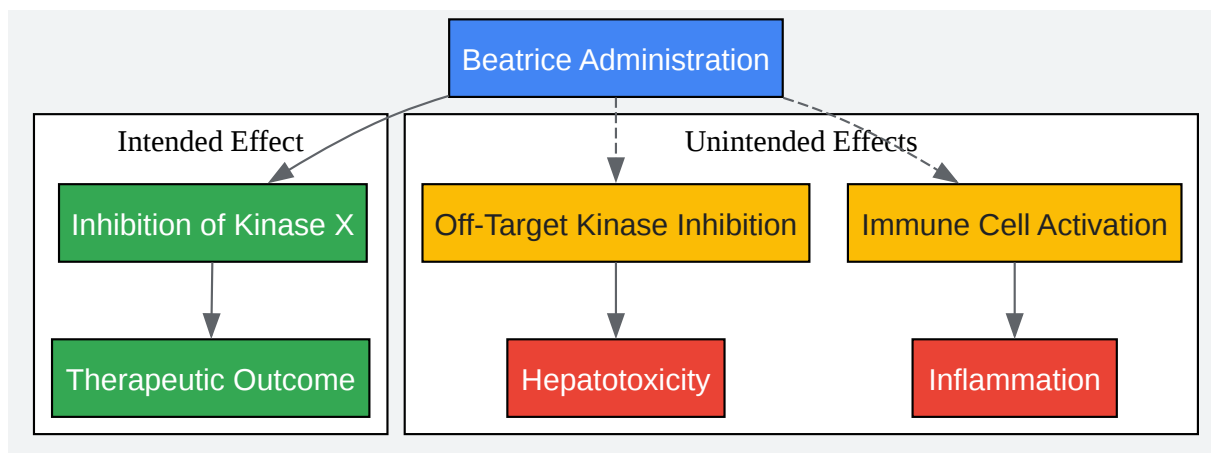 Beatrice Administration
Intended Effect
Unintended Effects
Inhibition of Kinase X
Off-Target Kinase Inhibition
Immune Cell Activation
Therapeutic Outcome
Hepatotoxicity
Inflammation